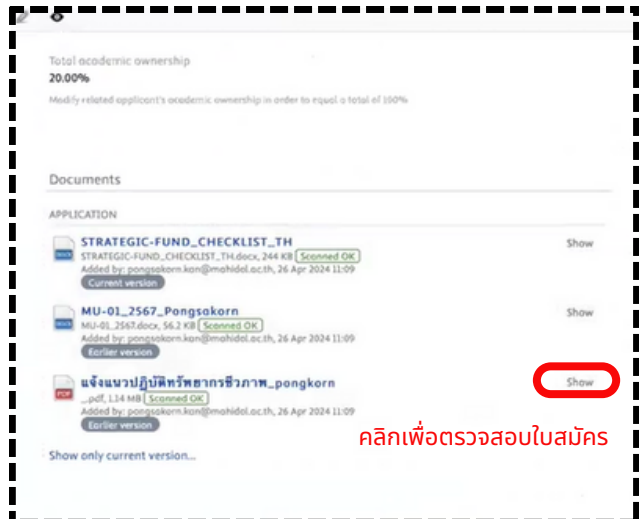 Total academic ownership
20.00%
Modify related applicant's academic ownership in order to equal a total of 100%
Documents
APPLICATION
STRATEGIC-FUND_CHECKLIST_TH
Show
STRATEGIC-FUND_CHECKLIST_TH.docx, 244 KB Scanned OK
Added by: pongsakorn.kan@mahidol.ac.th, 26 Apr 2024 11:09
Current version
MU-01_2567_Pongsakorn
Show
MU-01_2567.docx, 56.2 KB Scanned OK
Added by: pongsakorn.kan@mahidol.ac.th, 26 Apr 2024 11:09
Earlier version
แจ้งแนวปฏิบัติทรัพยากรชีวภาพ_pongkorn
Show
PDF
_.pdf, 1.14 MB Scanned OK
Added by: pongsakorn.kan@mahidol.ac.th, 26 Apr 2024 11:09
Earlier version
คลิกเพื่อตรวจสอบใบสมัคร
Show only current version...